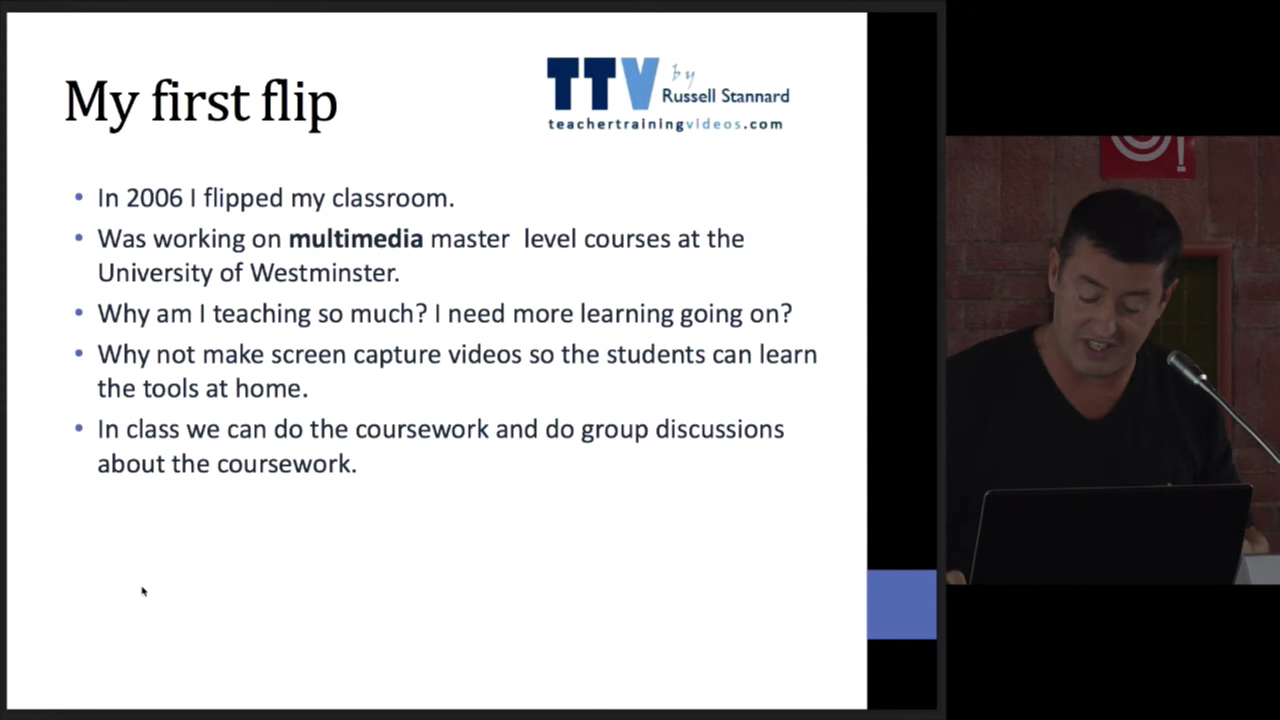 My first flip
TTV by
Russell Stannard
teachertrainingvideos.com
• In 2006 I flipped my classroom.
• Was working on multimedia master  level courses at the
University of Westminster.
• Why am I teaching so much? I need more learning going on?
• Why not make screen capture videos so the students can learn
the tools at home.
• In class we can do the coursework and do group discussions
about the coursework.